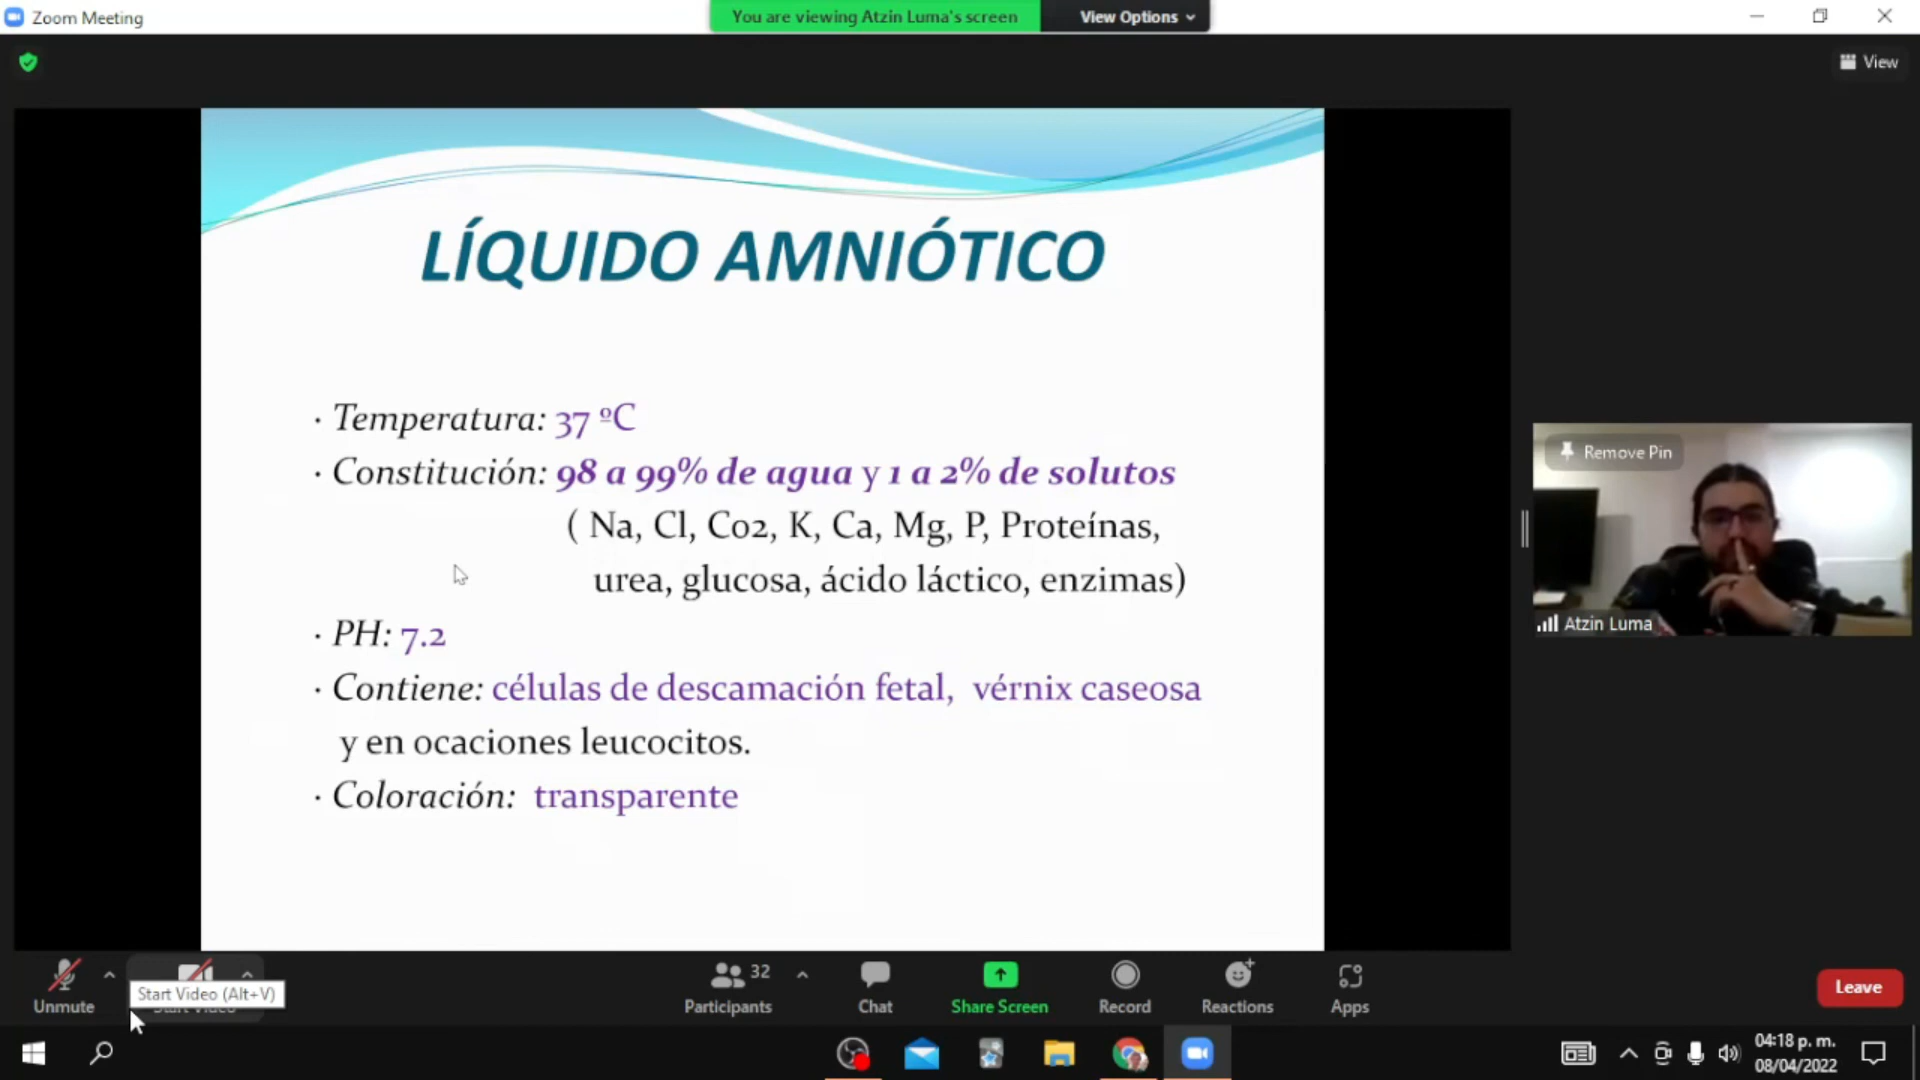 Zoom Meeting
You are viewing Atzin Luma's screen
View Options
View
LÍQUIDO AMNIÓTICO
· Temperatura: 37 ºC
· Constitución: 98 a 99% de agua y 1 a 2% de solutos
( Na, Cl, Co2, K, Ca, Mg, P, Proteínas,
urea, glucosa, ácido láctico, enzimas)
· PH: 7.2
· Contiene: células de descamación fetal, vérnix caseosa
y en ocaciones leucocitos.
· Coloración: transparente
Remove Pin
Atzin Luma
Unmute
Start Video (Alt+V)
Start Video
32
Participants
Chat
Share Screen
Record
Reactions
Apps
Leave
04:18 p. m.
08/04/2022